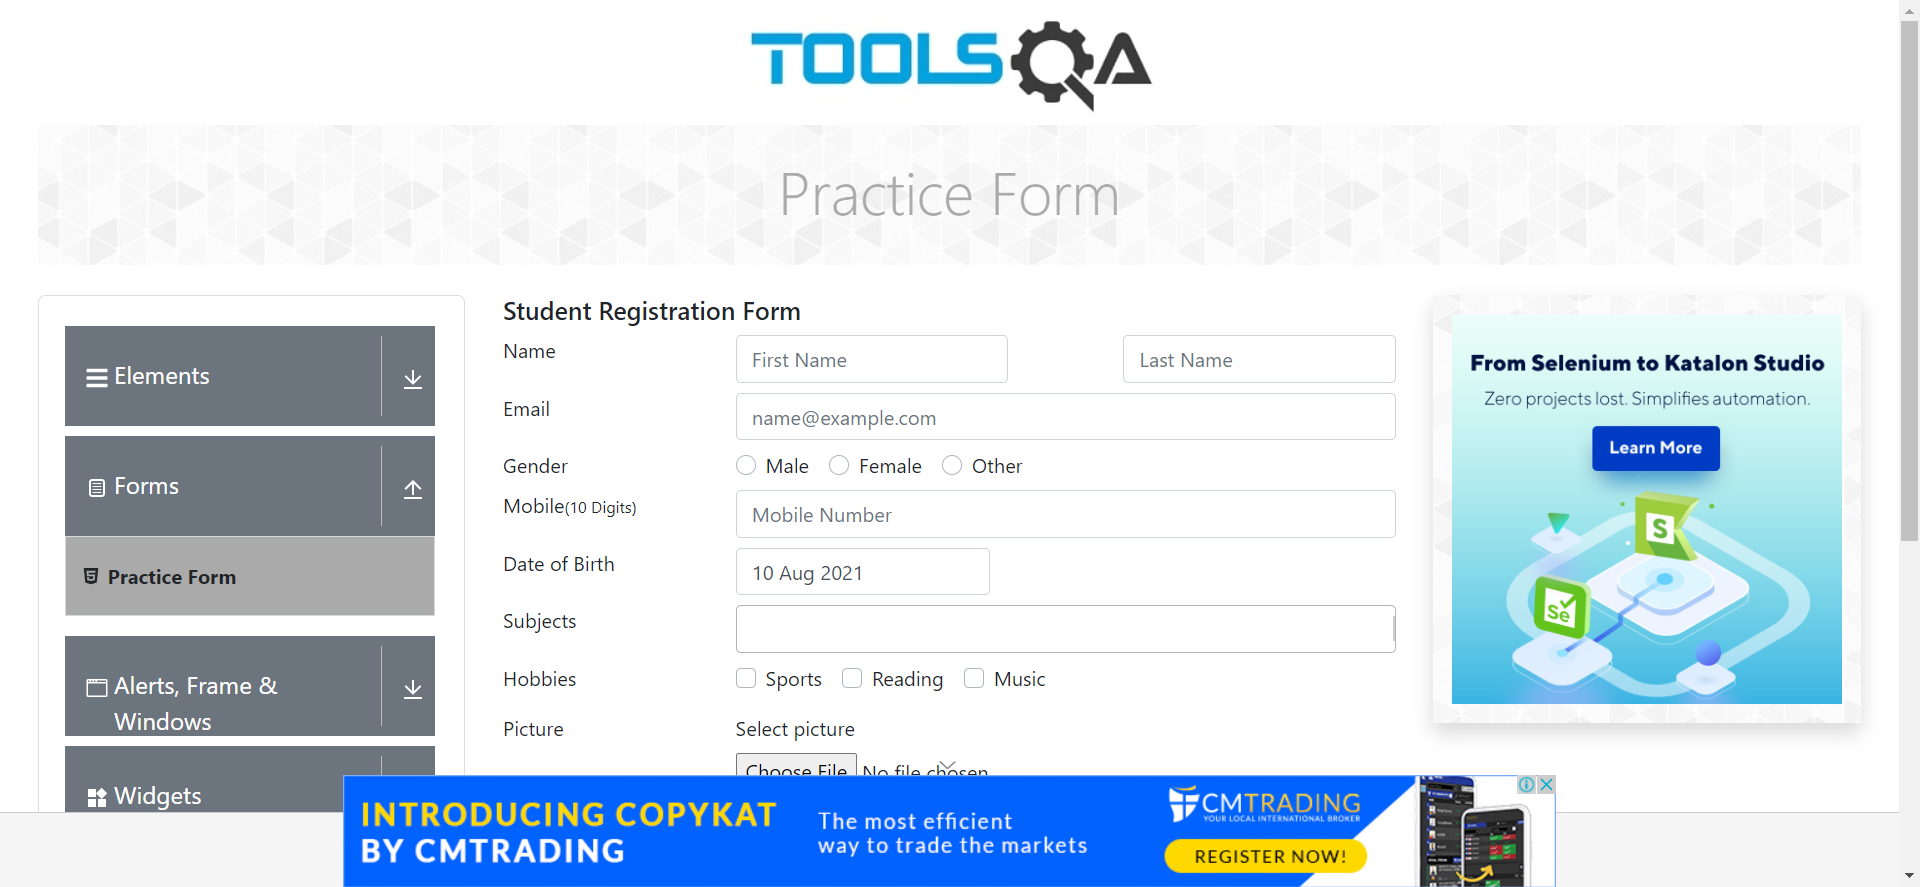 TOOLSQA
Practice Form
Elements
Forms
Practice Form
Alerts, Frame &
Windows
Widgets
Student Registration Form
Name
First Name
Last Name
Email
name@example.com
Gender
Male
Female
Other
Mobile(10 Digits)
Mobile Number
Date of Birth
10 Aug 2021
Subjects
Hobbies
Sports
Reading
Music
Picture
Select picture
Choose File
No file chosen
From Selenium to Katalon Studio
Zero projects lost. Simplifies automation.
Learn More
S
Se
INTRODUCING COPYKAT
BY CMTRADING
The most efficient
way to trade the markets
CMTRADING
YOUR LOCAL INTERNATIONAL BROKER
REGISTER NOW!